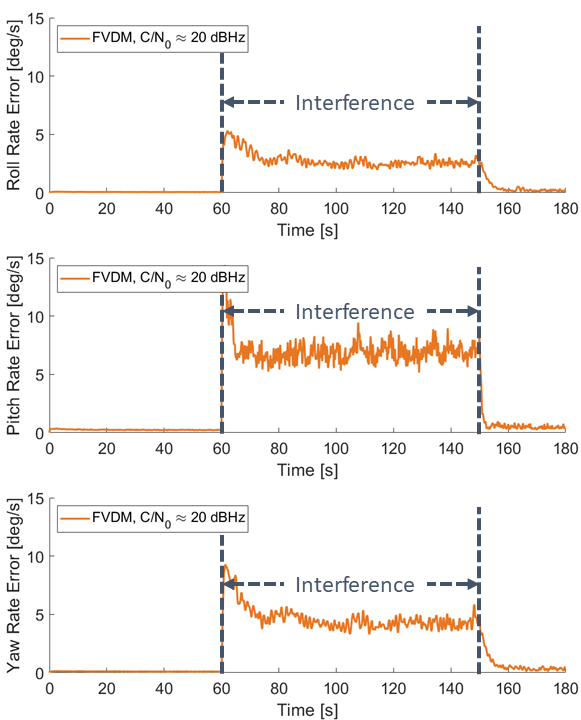 15
FVDM, C/N0 ≈ 20 dBHz
10
Interference
5
0
Roll Rate Error [deg/s]
0 20 40 60 80 100 120 140 160 180
Time [s]
15
FVDM, C/N0 ≈ 20 dBHz
10
Interference
5
0
Pitch Rate Error [deg/s]
0 20 40 60 80 100 120 140 160 180
Time [s]
15
FVDM, C/N0 ≈ 20 dBHz
10
Interference
5
0
Yaw Rate Error [deg/s]
0 20 40 60 80 100 120 140 160 180
Time [s]